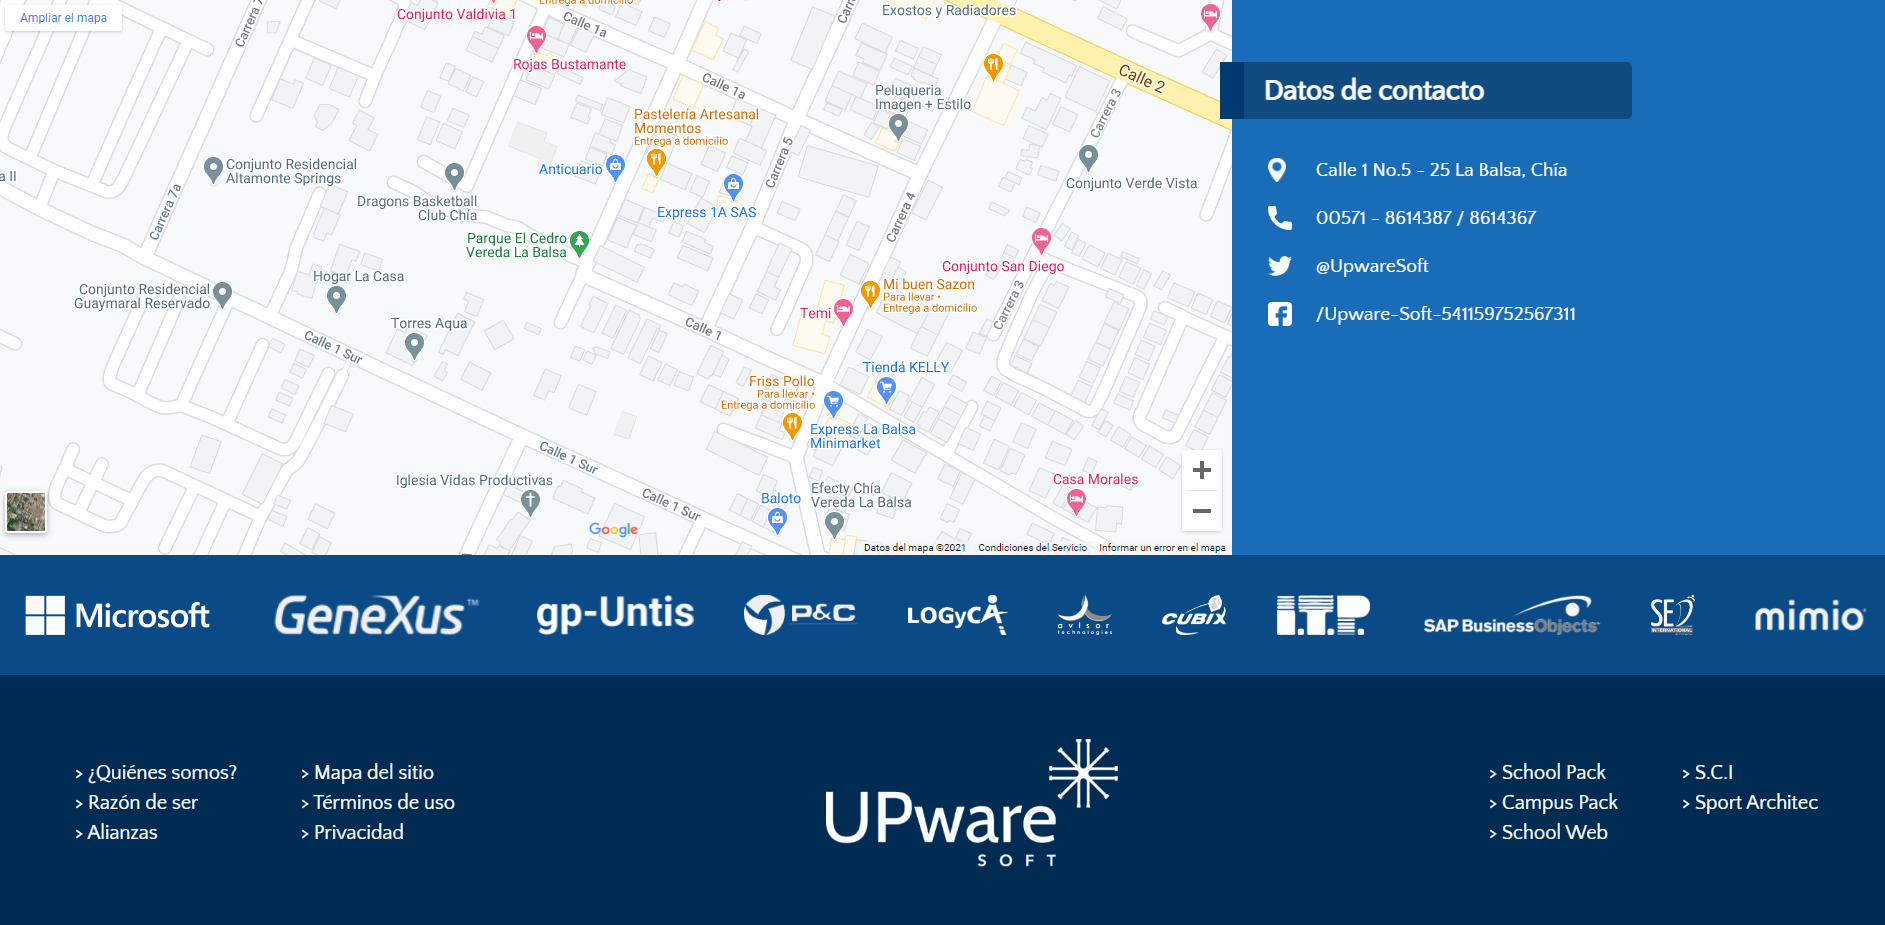 Ampliar el mapa
Conjunto Valdivia 1
Entrega a domicilio
Exostos y Radiadores
Carrera 7
Calle 1a
Rojas Bustamante
Calle 2
Calle 1a
Peluqueria
Imagen + Estilo
Carrera 3
Pastelería Artesanal
Momentos
Entrega a domicilio
Carrera 5
Conjunto Residencial
Altamonte Springs
Anticuario
a II
Conjunto Verde Vista
Carrera 7a
Dragons Basketball
Club Chía
Express 1A SAS
Carrera 4
Parque El Cedro
Vereda La Balsa
Conjunto San Diego
Hogar La Casa
Conjunto Residencial
Guaymaral Reservado
Mi buen Sazon
Para llevar •
Entrega a domicilio
Carrera 3
Temi
Torres Aqua
Calle 1
Calle 1 Sur
Tiendá KELLY
Friss Pollo
Para llevar •
Entrega a domicilio
Express La Balsa
Minimarket
Calle 1 Sur
Iglesia Vidas Productivas
Calle 1 Sur
Baloto
Efecty Chía
Vereda La Balsa
Casa Morales
Google
Datos del mapa ©2021 Condiciones del Servicio Informar un error en el mapa
Datos de contacto
Calle 1 No.5 - 25 La Balsa, Chía
00571 - 8614387 / 8614367
@UpwareSoft
/Upware-Soft-541159752567311
Microsoft GeneXus™ gp-Untis P&C LOGyCA avisor technologies CUBIX I.T.P. SAP BusinessObjects SED INTERNATIONAL mimio
> ¿Quiénes somos?
> Razón de ser
> Alianzas
> Mapa del sitio
> Términos de uso
> Privacidad
UPware
SOFT
> School Pack
> Campus Pack
> School Web
> S.C.I
> Sport Architec